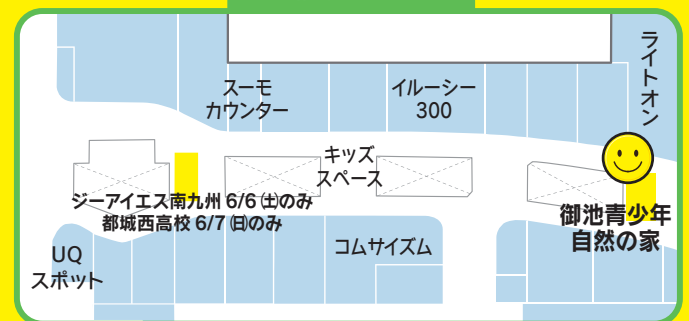 スーモ
カウンター
イルーシー
300
ライトオン
キッズ
スペース
ジーアイエス南九州 6/6 ㈯のみ
都城西高校 6/7 ㈰のみ
御池青少年
自然の家
UQ
スポット
コムサイズム